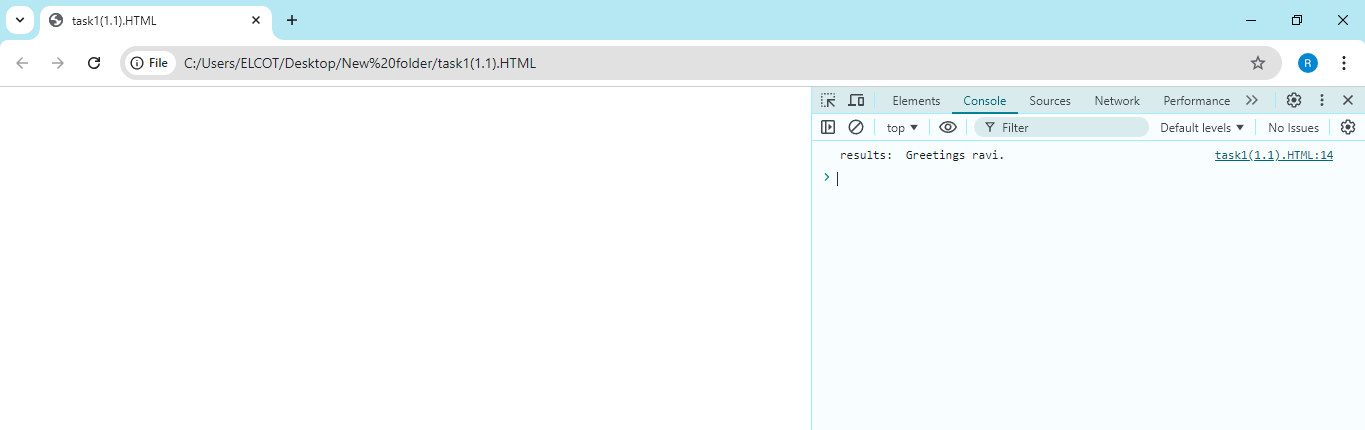 task1(1.1).HTML
File C:/Users/ELCOT/Desktop/New%20folder/task1(1.1).HTML R
Elements Console Sources Network Performance
top Filter Default levels No Issues
results:  Greetings ravi. task1(1.1).HTML:14